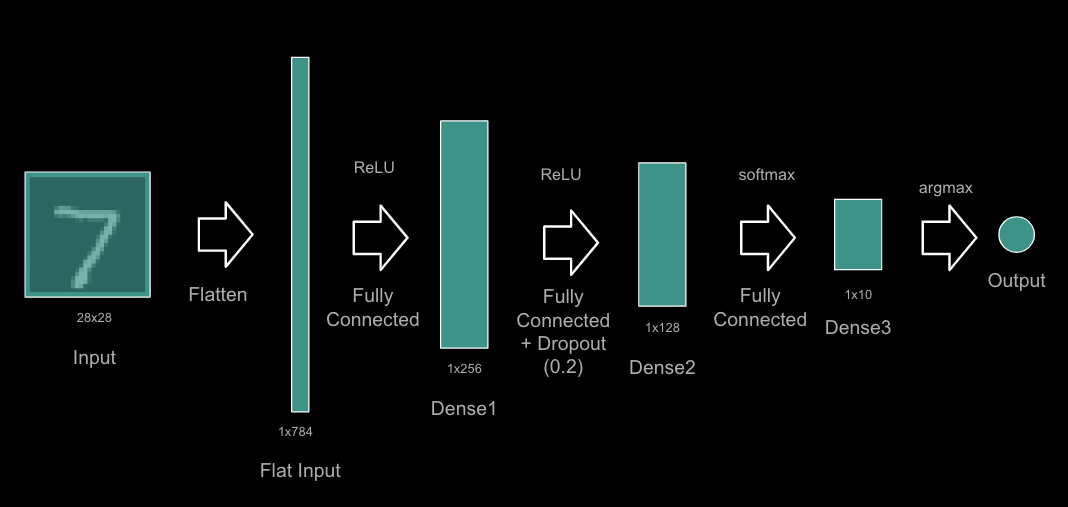 28x28
Input
Flatten
1x784
Flat Input
ReLU
Fully
Connected
1x256
Dense1
ReLU
Fully
Connected
+ Dropout
(0.2)
1x128
Dense2
softmax
Fully
Connected
1x10
Dense3
argmax
Output